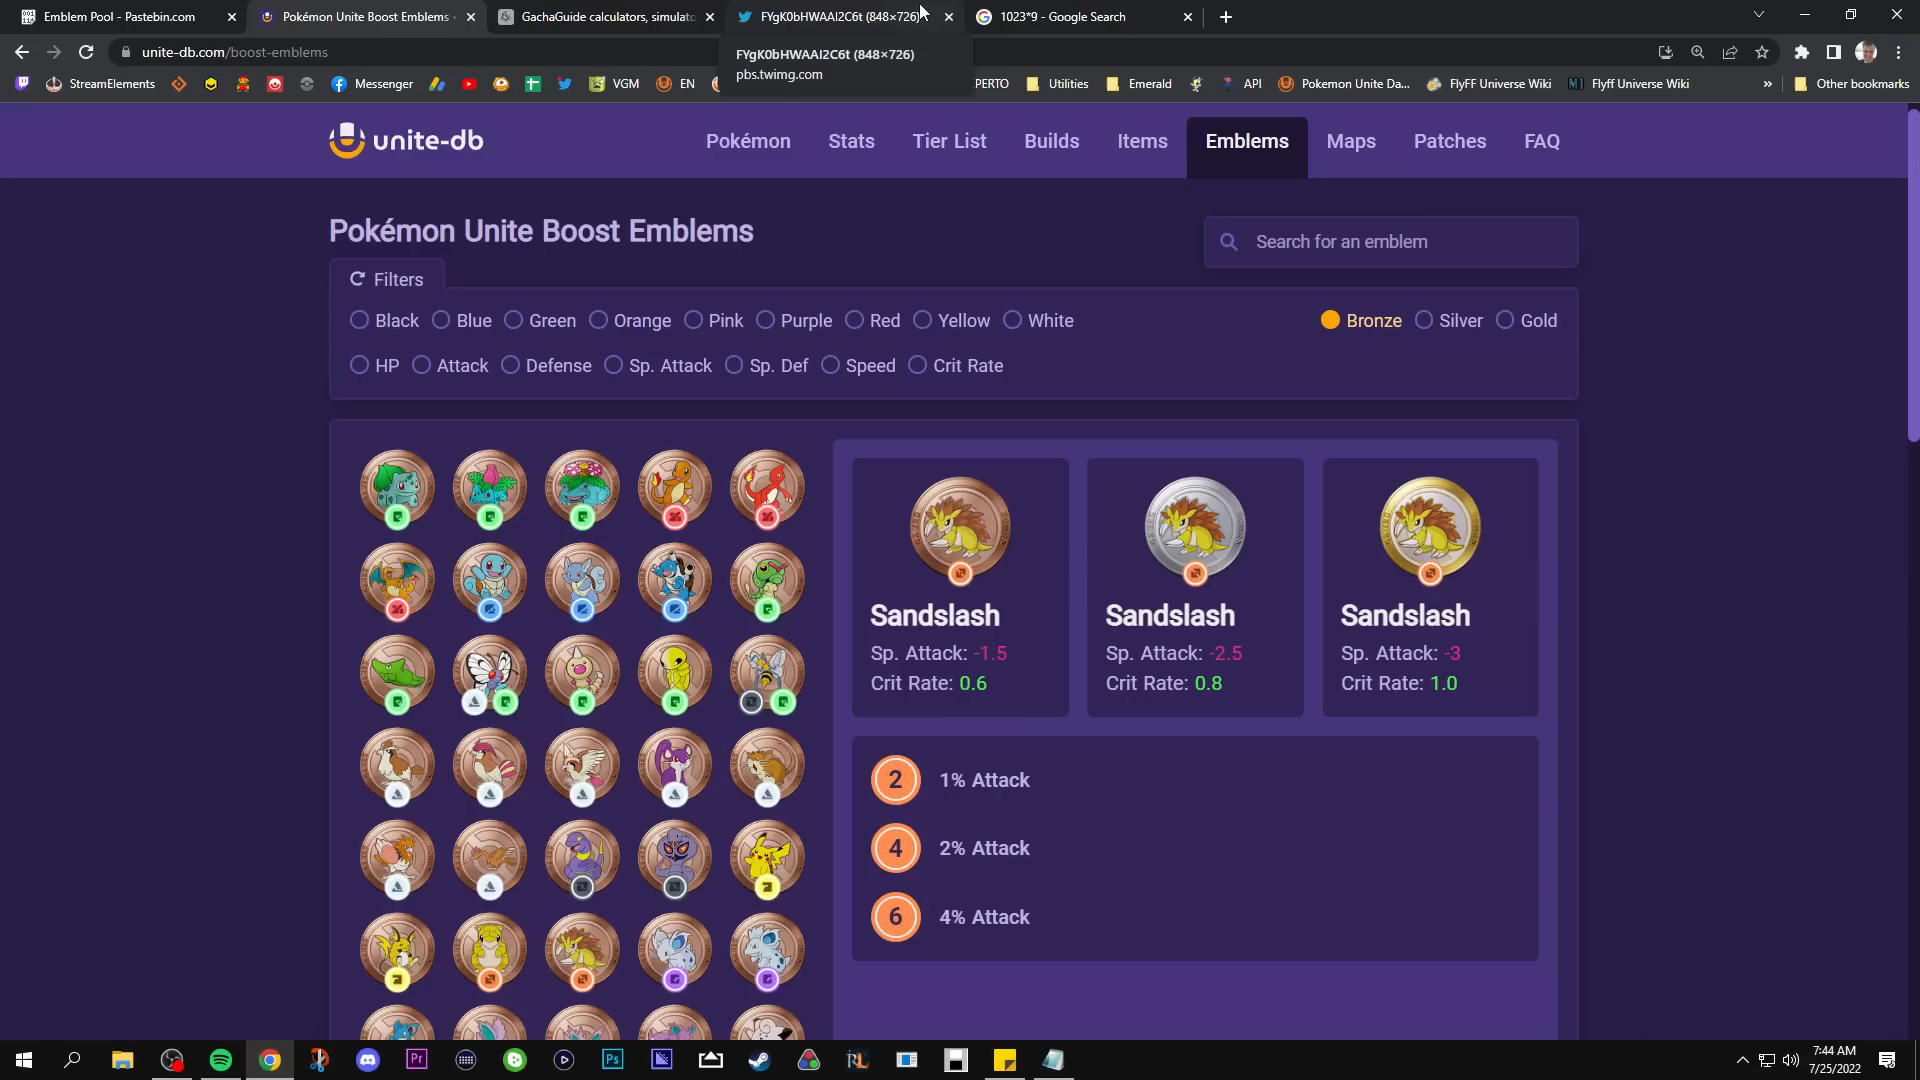 Emblem Pool - Pastebin.com
Pokémon Unite Boost Emblems
GachaGuide calculators, simulato
FYgK0bHWAAI2C6t (848×726)
1023*9 - Google Search
unite-db.com/boost-emblems
FYgK0bHWAAI2C6t (848×726)
pbs.twimg.com
StreamElements
Messenger
VGM
EN
PERTO
Utilities
Emerald
API
Pokemon Unite Da...
FlyFF Universe Wiki
Flyff Universe Wiki
»
Other bookmarks
unite-db
Pokémon
Stats
Tier List
Builds
Items
Emblems
Maps
Patches
FAQ
Pokémon Unite Boost Emblems
Search for an emblem
Filters
Black
Blue
Green
Orange
Pink
Purple
Red
Yellow
White
Bronze
Silver
Gold
HP
Attack
Defense
Sp. Attack
Sp. Def
Speed
Crit Rate
Sandslash
Sp. Attack: -1.5
Crit Rate: 0.6
Sandslash
Sp. Attack: -2.5
Crit Rate: 0.8
Sandslash
Sp. Attack: -3
Crit Rate: 1.0
2 1% Attack
4 2% Attack
6 4% Attack
Pr
Ps
RL
7:44 AM
7/25/2022